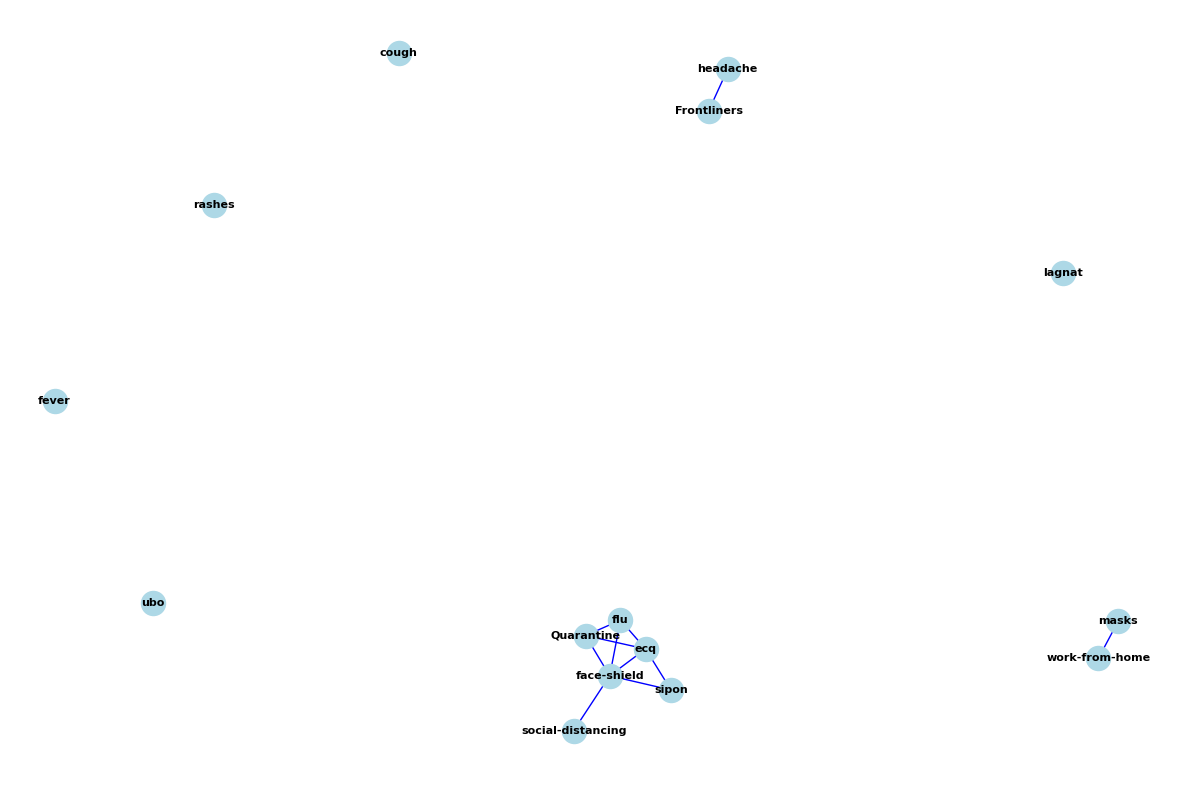 cough
headache
Frontliners
rashes
lagnat
fever
ubo
flu
Quarantine
ecq
face-shield
sipon
social-distancing
masks
work-from-home